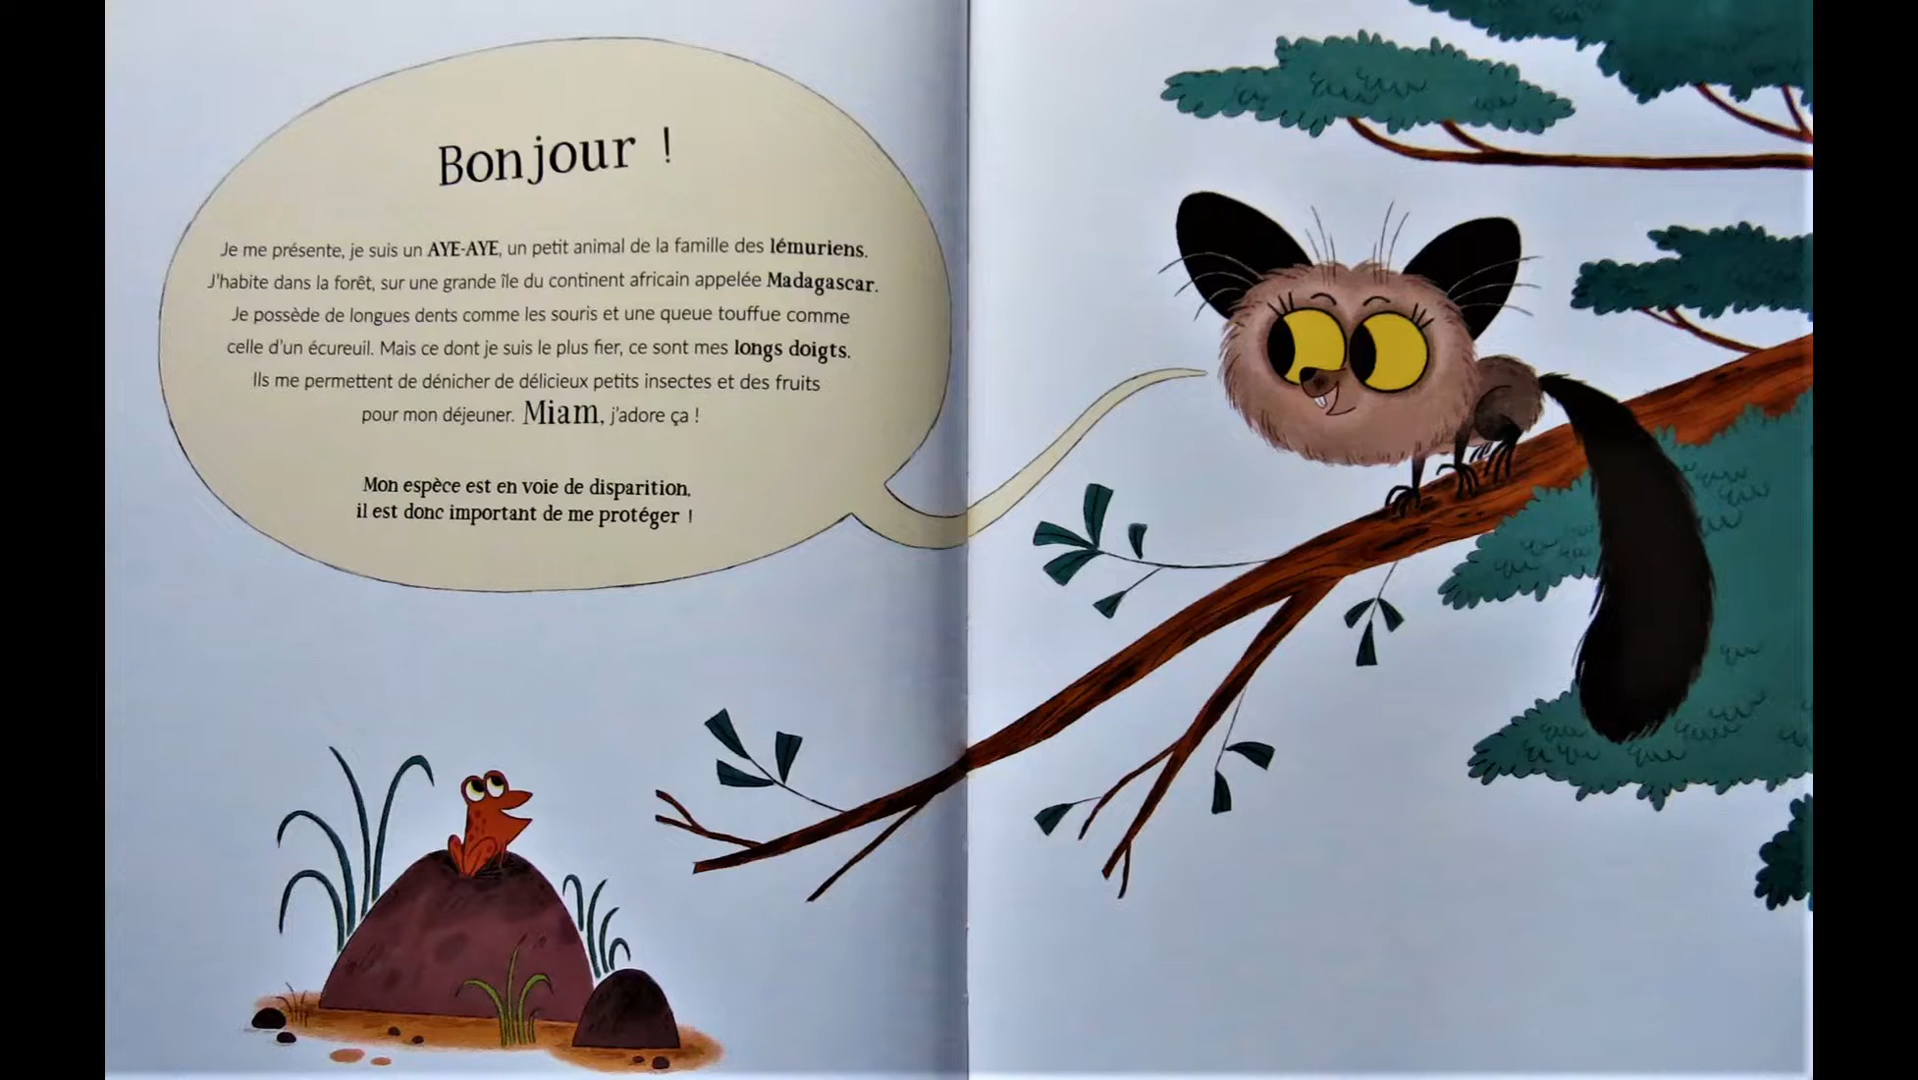 Bonjour !
Je me présente, je suis un AYE-AYE, un petit animal de la famille des lémuriens.
J'habite dans la forêt, sur une grande île du continent africain appelée Madagascar.
Je possède de longues dents comme les souris et une queue touffue comme
celle d'un écureuil. Mais ce dont je suis le plus fier, ce sont mes longs doigts.
Ils me permettent de dénicher de délicieux petits insectes et des fruits
pour mon déjeuner. Miam, j'adore ça !
Mon espèce est en voie de disparition,
il est donc important de me protéger !